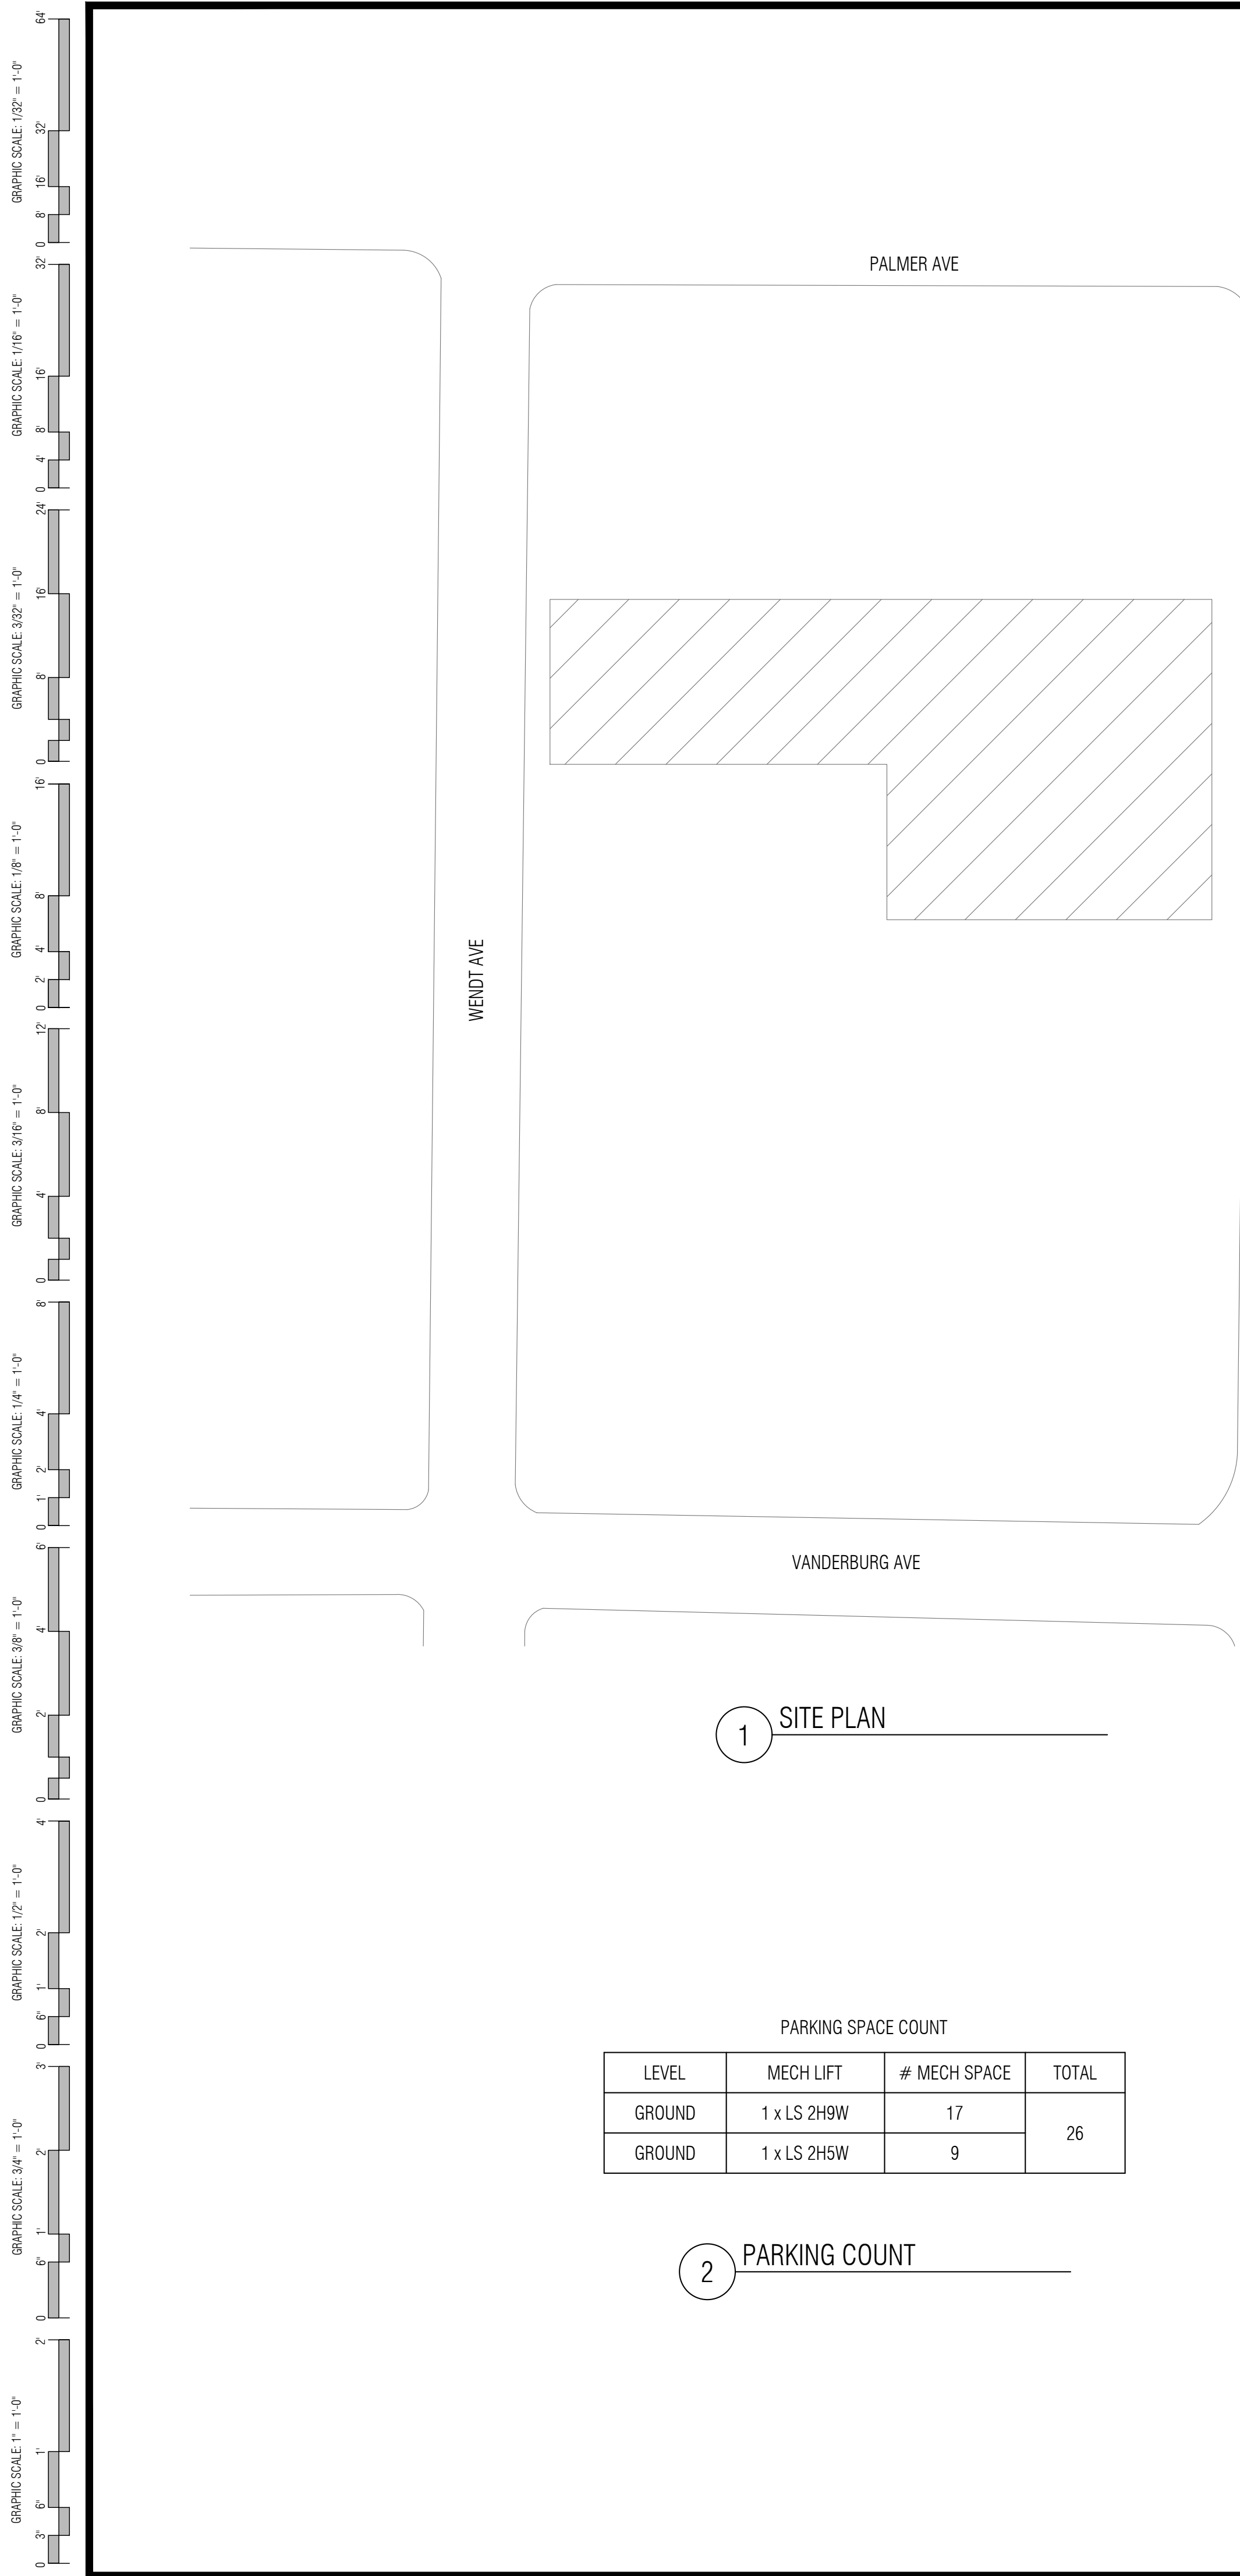 GRAPHIC SCALE: 1/32" = 1'-0"
0 8' 16' 32' 64'
GRAPHIC SCALE: 1/16" = 1'-0"
0 4' 8' 16' 32'
GRAPHIC SCALE: 3/32" = 1'-0"
0 8' 16' 24'
GRAPHIC SCALE: 1/8" = 1'-0"
0 2' 4' 8' 16'
GRAPHIC SCALE: 3/16" = 1'-0"
0 4' 8' 12'
GRAPHIC SCALE: 1/4" = 1'-0"
0 1' 2' 4' 8'
GRAPHIC SCALE: 3/8" = 1'-0"
0 2' 4' 6'
GRAPHIC SCALE: 1/2" = 1'-0"
0 6" 1' 2' 4'
GRAPHIC SCALE: 3/4" = 1'-0"
0 6" 1' 2' 3'
GRAPHIC SCALE: 1" = 1'-0"
0 3" 6" 1' 2'
PALMER AVE
WENDT AVE
VANDERBURG AVE
1 SITE PLAN
PARKING SPACE COUNT
LEVEL MECH LIFT # MECH SPACE TOTAL
GROUND 1 x LS 2H9W 17
26
GROUND 1 x LS 2H5W 9
2 PARKING COUNT